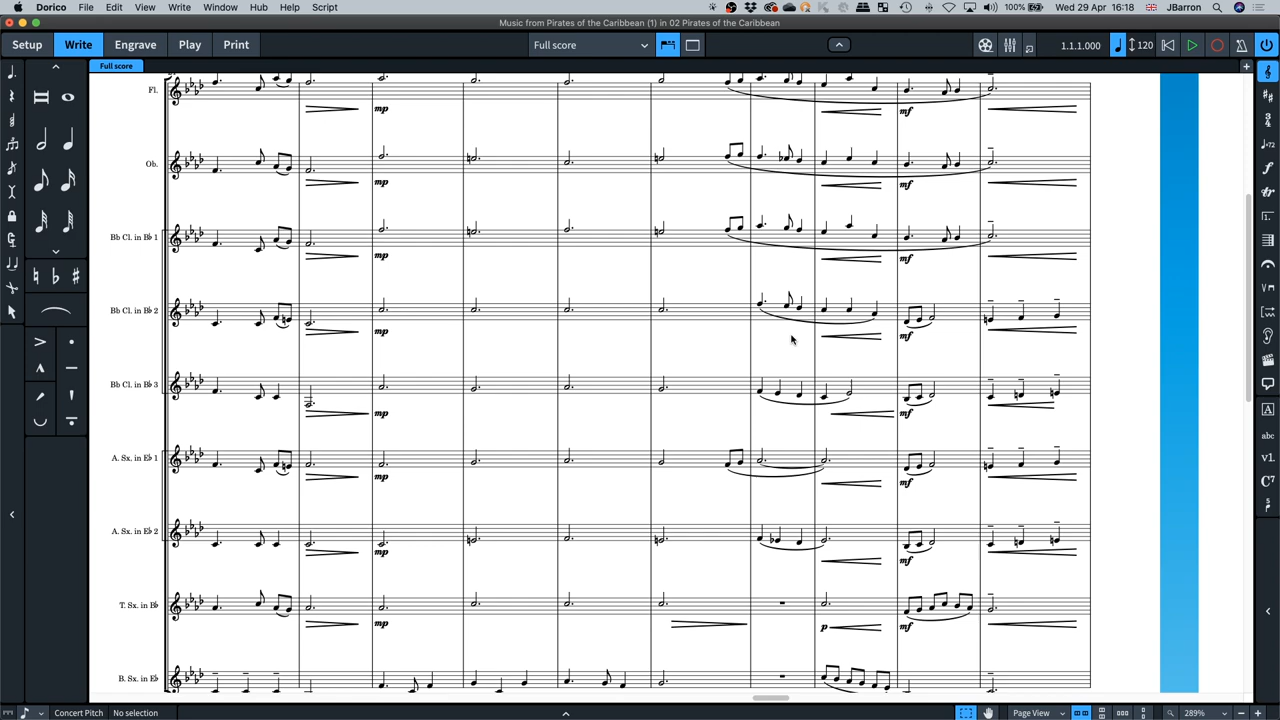 Dorico File Edit Write Window Hub Help Script 100% Wed 29 Apr 16:18 JBarron
Music from Pirates of the Caribbean (1) in 02 Pirates of the Caribbean
Setup Write Engrave Play Print Full score 1.1.1.000 120
Full score
Fl.
mp mf
Ob.
mp mf
Bb Cl. in B♭ 1
mp mf
Bb Cl. in B♭ 2
mp mf
Bb Cl. in B♭ 3
mp mf
A. Sx. in E♭ 1
mp mf
A. Sx. in E♭ 2
mp mf
T. Sx. in B♭
mp p mf
B. Sx. in E♭
A
abc
v1.
C7
Concert Pitch No selection Page View 289%